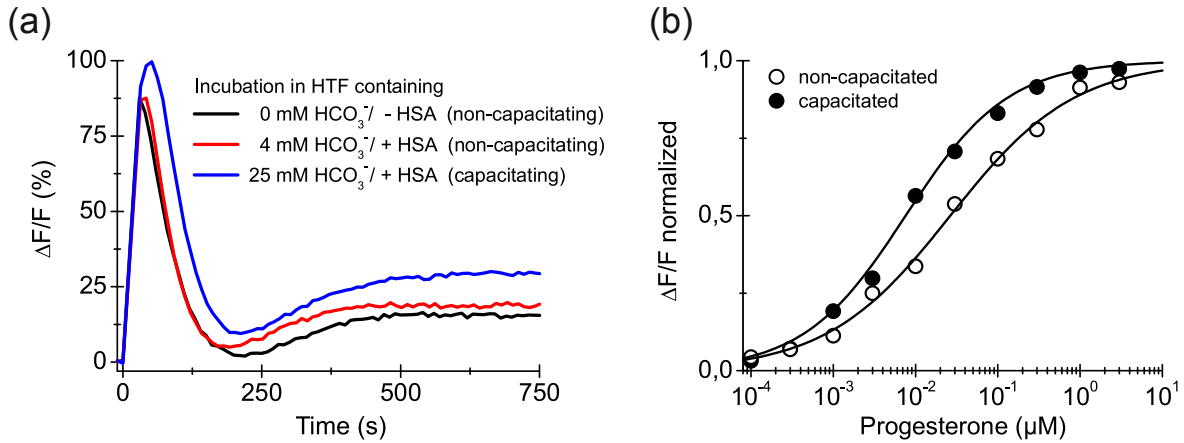 (a)
100
75
50
25
0
ΔF/F (%)
Incubation in HTF containing
0 mM HCO₃⁻/ - HSA (non-capacitating)
4 mM HCO₃⁻/ + HSA (non-capacitating)
25 mM HCO₃⁻/ + HSA (capacitating)
0 250 500 750
Time (s)
(b)
1,0
0,5
0,0
ΔF/F normalized
non-capacitated
capacitated
10⁻⁴ 10⁻³ 10⁻² 10⁻¹ 10⁰ 10¹
Progesterone (µM)